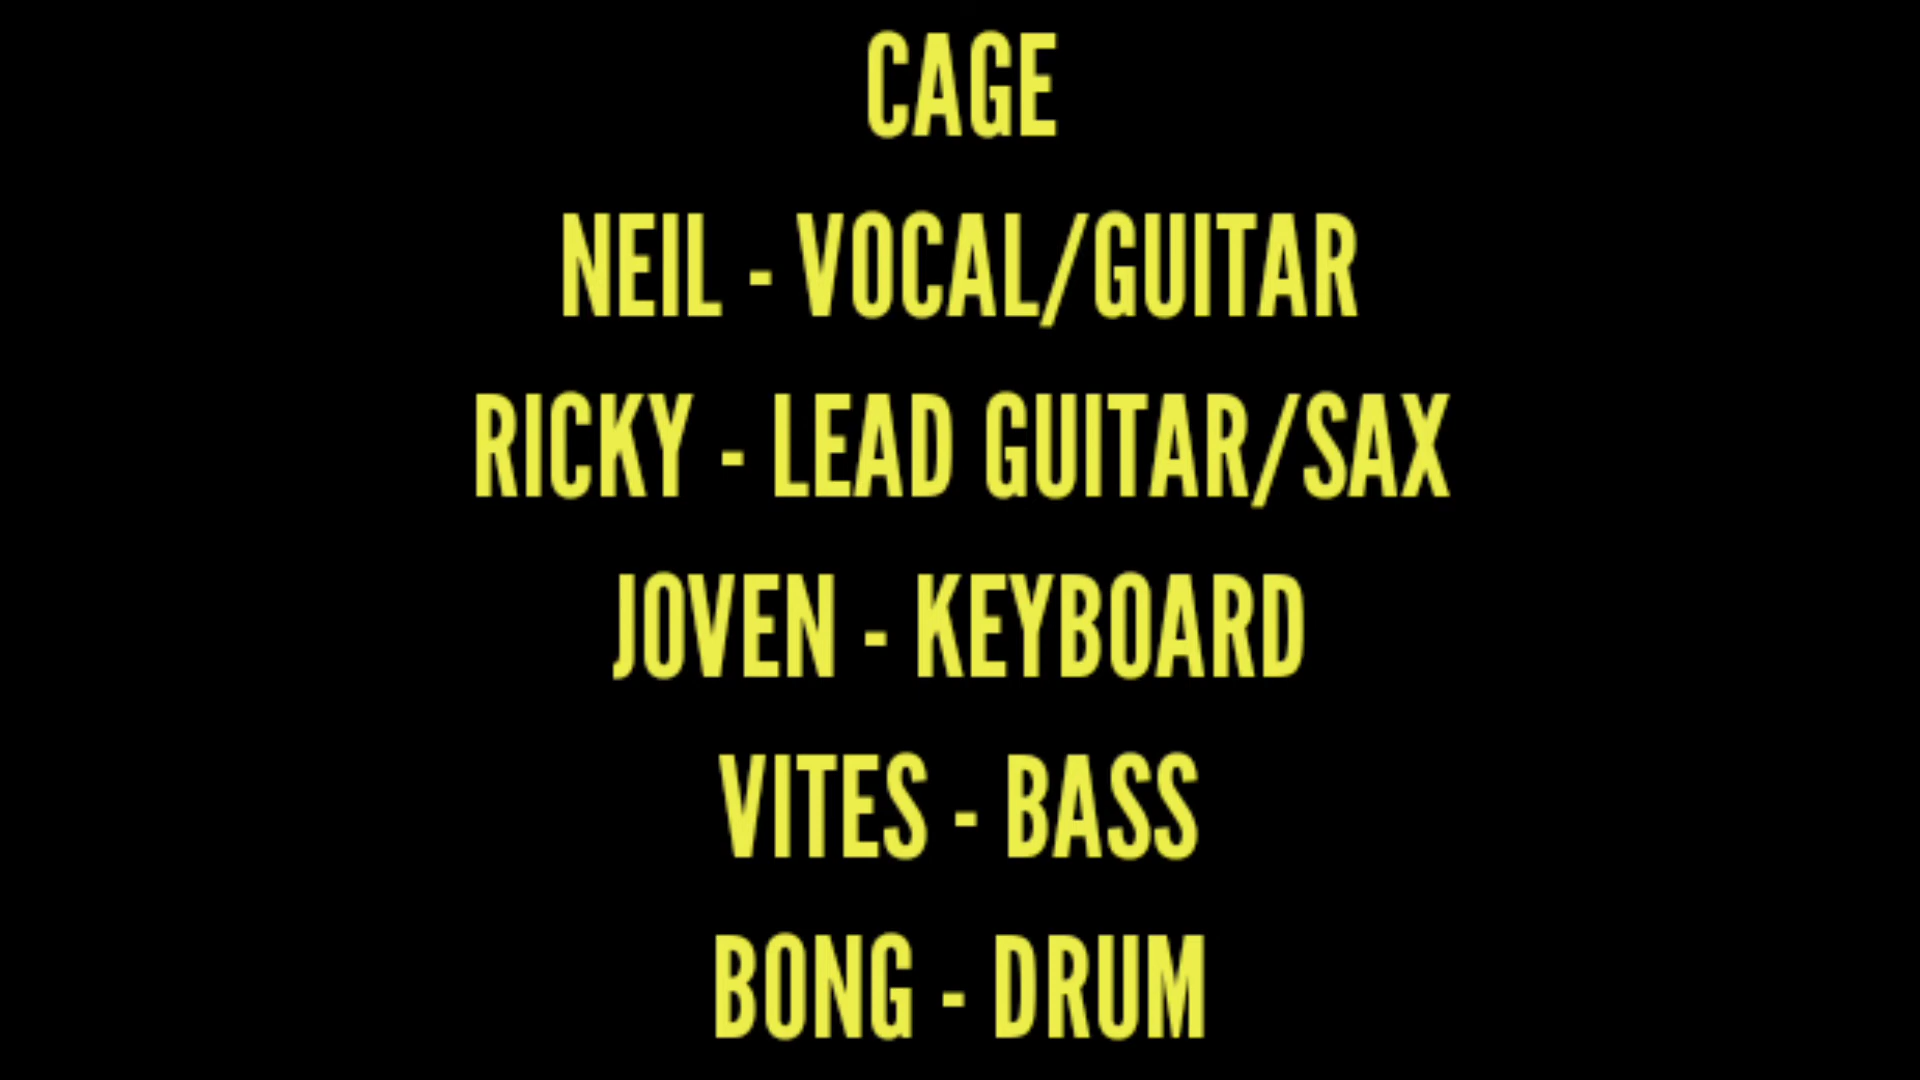 CAGE
NEIL - VOCAL/GUITAR
RICKY - LEAD GUITAR/SAX
JOVEN - KEYBOARD
VITES - BASS
BONG - DRUM